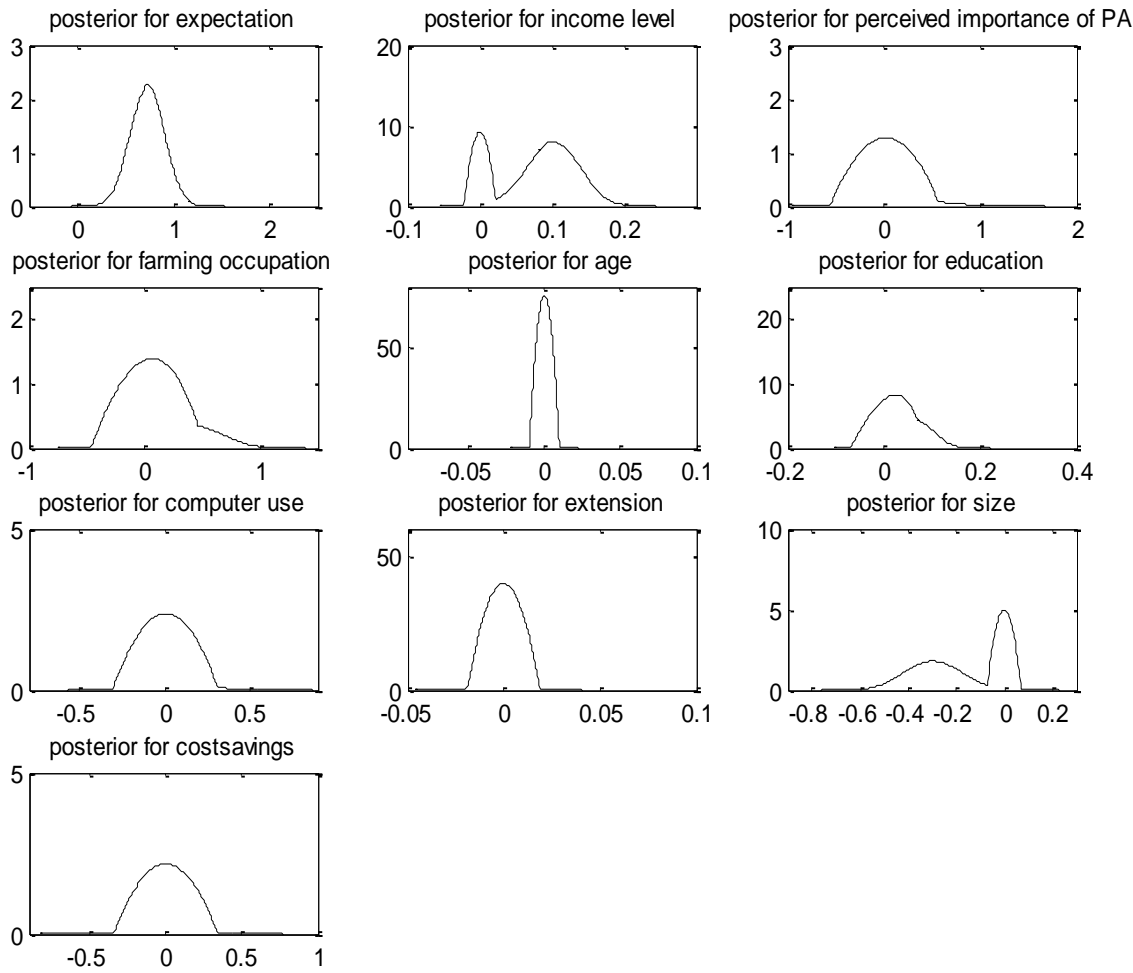 posterior for expectation
posterior for income level
posterior for perceived importance of PA
3
2
1
0
0 1 2
20
10
0
-0.1 0 0.1 0.2
3
2
1
0
-1 0 1 2
posterior for farming occupation
posterior for age
posterior for education
2
1
0
-1 0 1
50
0
-0.05 0 0.05 0.1
20
10
0
-0.2 0 0.2 0.4
posterior for computer use
posterior for extension
posterior for size
5
0
-0.5 0 0.5
50
0
-0.05 0 0.05 0.1
10
5
0
-0.8 -0.6 -0.4 -0.2 0 0.2
posterior for costsavings
5
0
-0.5 0 0.5 1